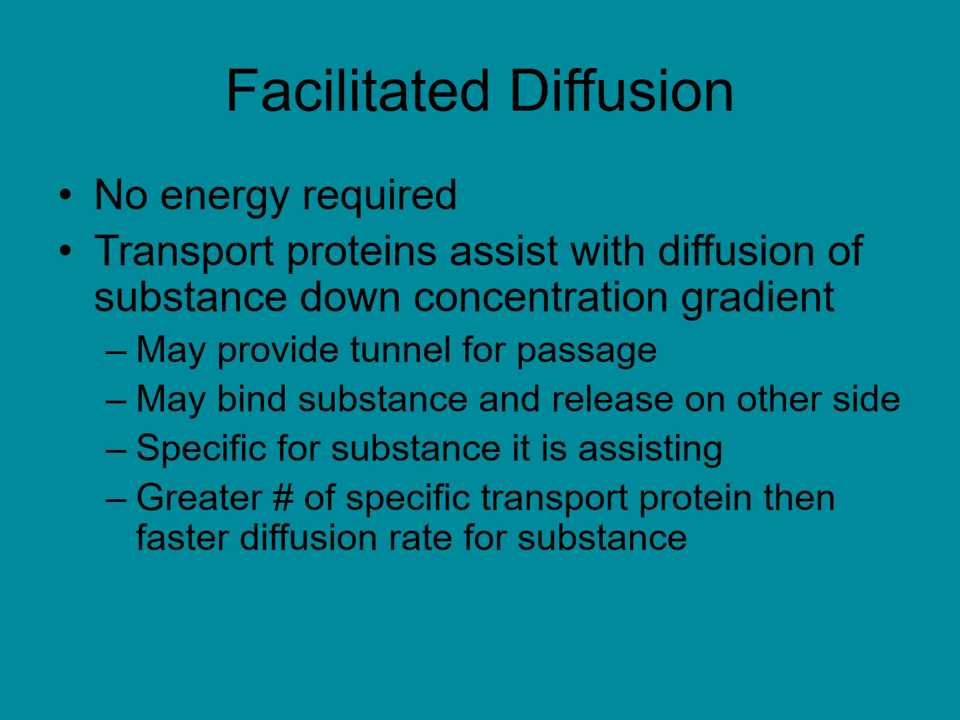 Facilitated Diffusion
• No energy required
• Transport proteins assist with diffusion of
substance down concentration gradient
– May provide tunnel for passage
– May bind substance and release on other side
– Specific for substance it is assisting
– Greater # of specific transport protein then
faster diffusion rate for substance